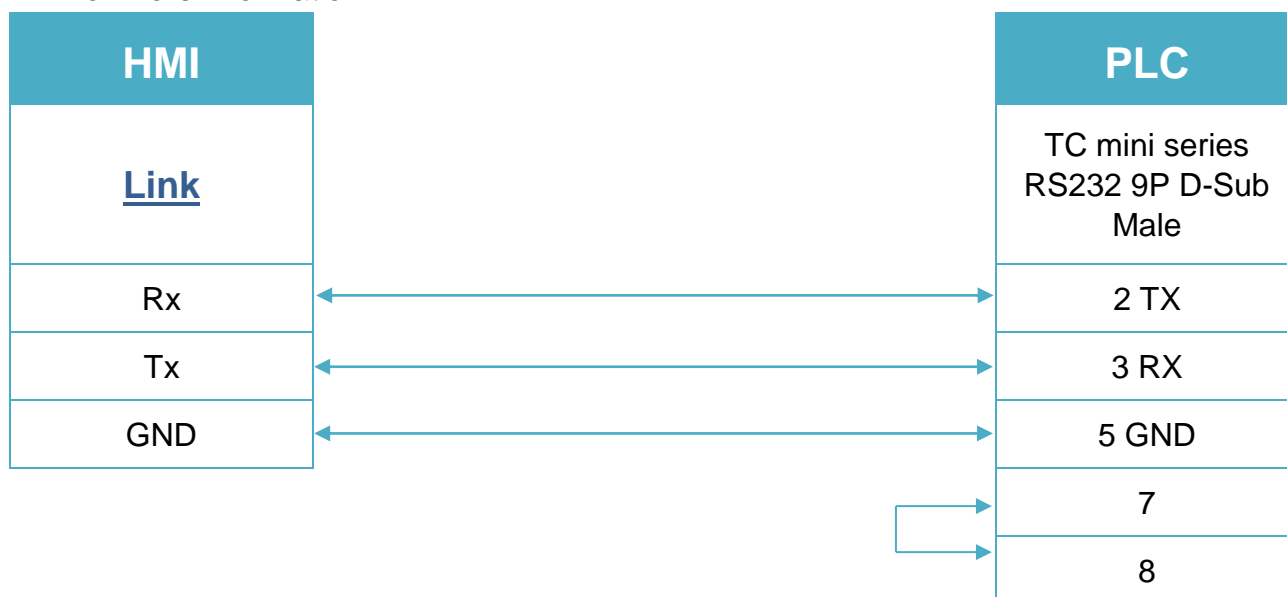 HMI
PLC
Link
TC mini series
RS232 9P D-Sub
Male
Rx
2 TX
Tx
3 RX
GND
5 GND
7
8